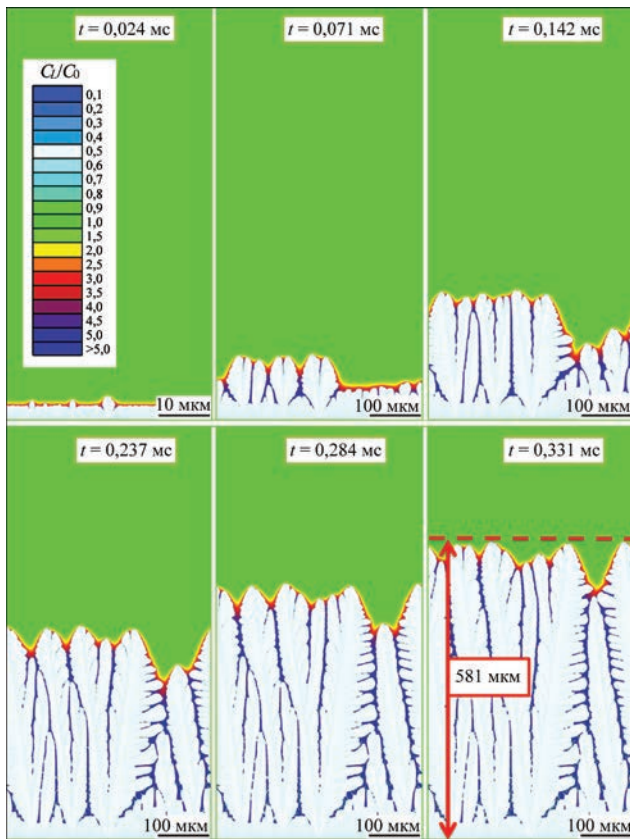 t = 0,024 мс
t = 0,071 мс
t = 0,142 мс
C_L/C_0
0,1
0,2
0,3
0,4
0,5
0,6
0,7
0,8
0,9
1,0
1,5
2,0
2,5
3,0
3,5
4,0
4,5
5,0
>5,0
10 мкм
100 мкм
100 мкм
t = 0,237 мс
t = 0,284 мс
t = 0,331 мс
581 мкм
100 мкм
100 мкм
100 мкм